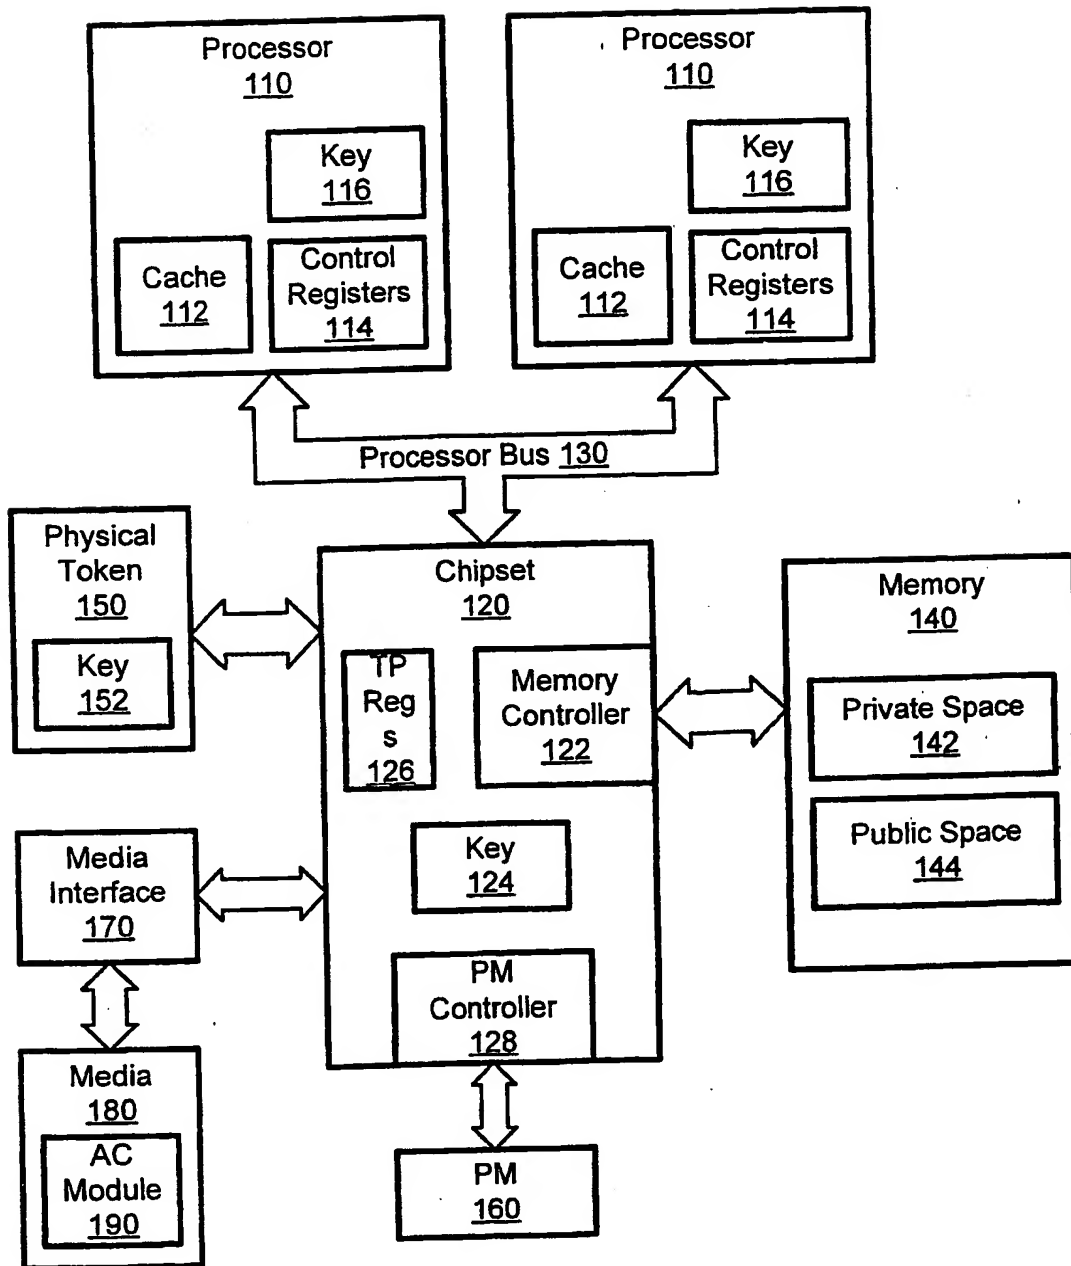 Processor
110
Key
116
Cache
112
Control
Registers
114
Processor
110
Key
116
Cache
112
Control
Registers
114
Processor Bus 130
Physical
Token
150
Key
152
Chipset
120
TP
Reg
s
126
Memory
Controller
122
Key
124
PM
Controller
128
Memory
140
Private Space
142
Public Space
144
Media
Interface
170
Media
180
AC
Module
190
PM
160